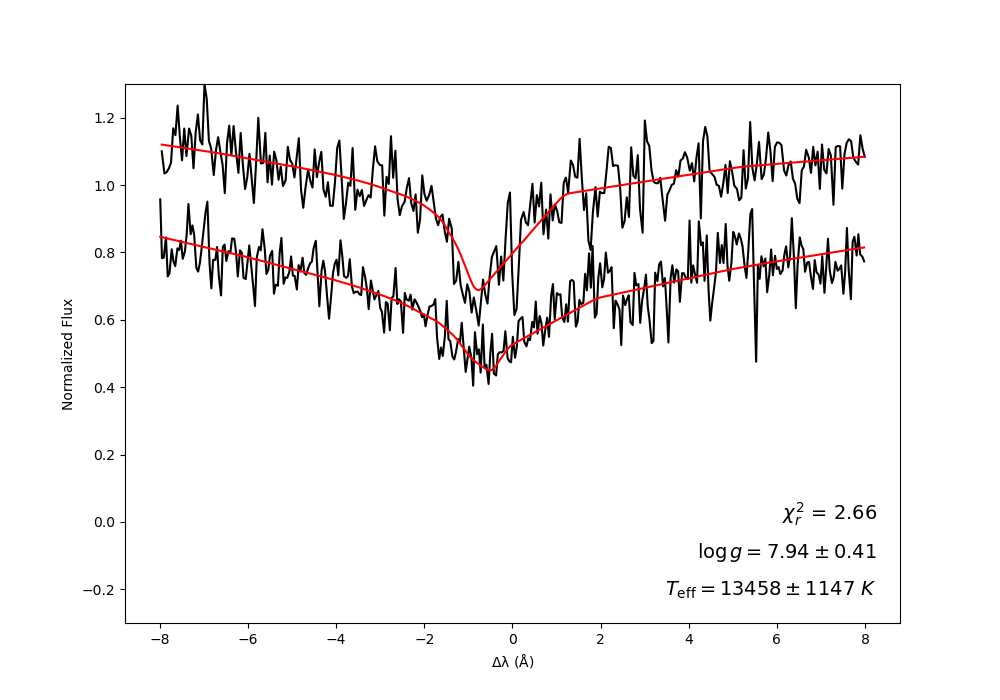 1.2
1.0
0.8
0.6
0.4
0.2
0.0
−0.2
Normalized Flux
χ²ᵣ = 2.66
log g = 7.94 ± 0.41
T_eff = 13458 ± 1147 K
−8 −6 −4 −2 0 2 4 6 8
Δλ (Å)